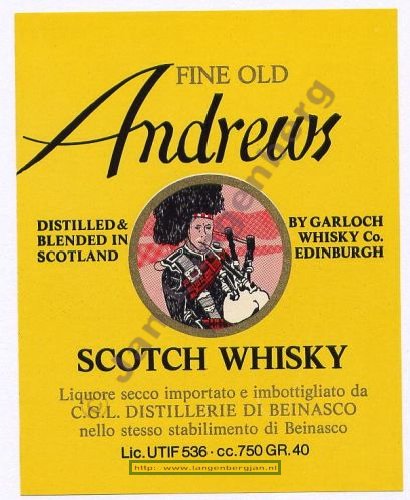 FINE OLD
Andrews
DISTILLED &
BLENDED IN
SCOTLAND
BY GARLOCH
WHISKY Co.
EDINBURGH
SCOTCH WHISKY
Liquore secco importato e imbottigliato da
C.G.L. DISTILLERIE DI BEINASCO
nello stesso stabilimento di Beinasco
Lic. UTIF 536 · cc. 750 GR. 40
http: www.langenbergjan.nl
© Jan Langenberg